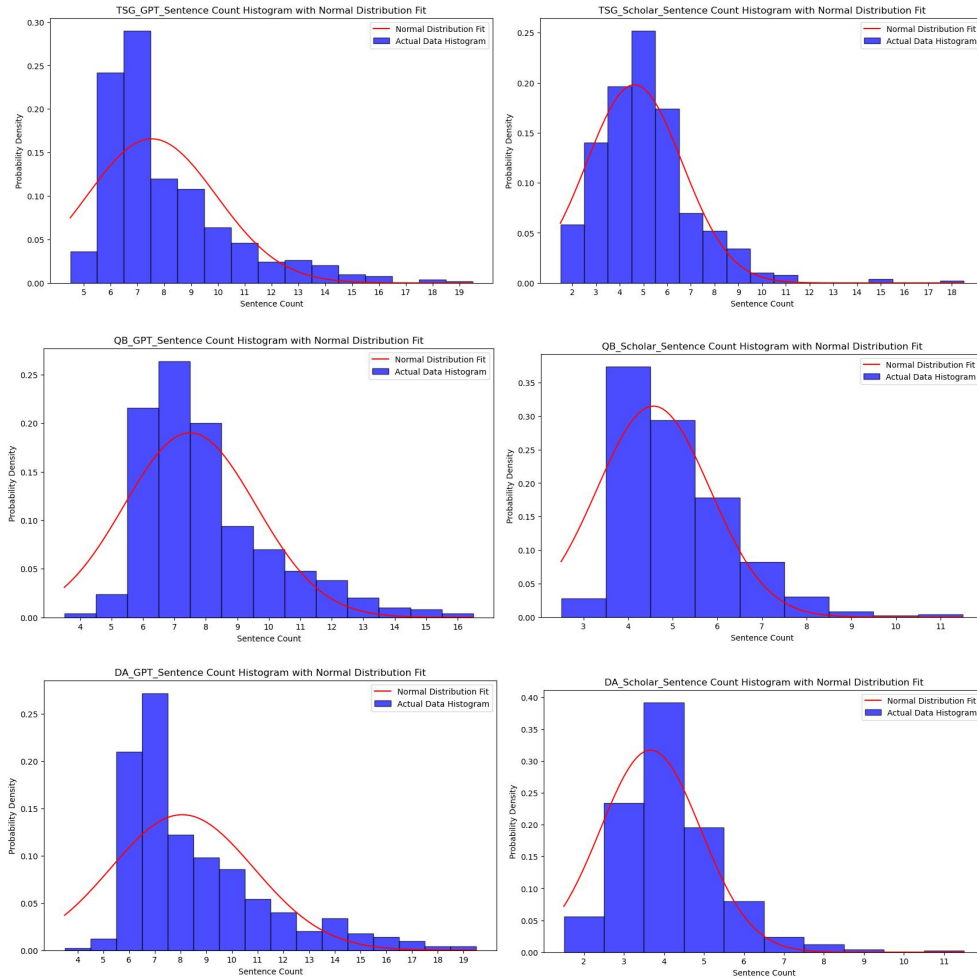 TSG_GPT_Sentence Count Histogram with Normal Distribution Fit
Normal Distribution Fit
Actual Data Histogram
0.30
0.25
0.20
0.15
0.10
0.05
0.00
Probability Density
5 6 7 8 9 10 11 12 13 14 15 16 17 18 19
Sentence Count
TSG_Scholar_Sentence Count Histogram with Normal Distribution Fit
Normal Distribution Fit
Actual Data Histogram
0.25
0.20
0.15
0.10
0.05
0.00
Probability Density
2 3 4 5 6 7 8 9 10 11 12 13 14 15 16 17 18
Sentence Count
QB_GPT_Sentence Count Histogram with Normal Distribution Fit
Normal Distribution Fit
Actual Data Histogram
0.25
0.20
0.15
0.10
0.05
0.00
Probability Density
4 5 6 7 8 9 10 11 12 13 14 15 16
Sentence Count
QB_Scholar_Sentence Count Histogram with Normal Distribution Fit
Normal Distribution Fit
Actual Data Histogram
0.35
0.30
0.25
0.20
0.15
0.10
0.05
0.00
Probability Density
3 4 5 6 7 8 9 10 11
Sentence Count
DA_GPT_Sentence Count Histogram with Normal Distribution Fit
Normal Distribution Fit
Actual Data Histogram
0.25
0.20
0.15
0.10
0.05
0.00
Probability Density
4 5 6 7 8 9 10 11 12 13 14 15 16 17 18 19
Sentence Count
DA_Scholar_Sentence Count Histogram with Normal Distribution Fit
Normal Distribution Fit
Actual Data Histogram
0.40
0.35
0.30
0.25
0.20
0.15
0.10
0.05
0.00
Probability Density
2 3 4 5 6 7 8 9 10 11
Sentence Count